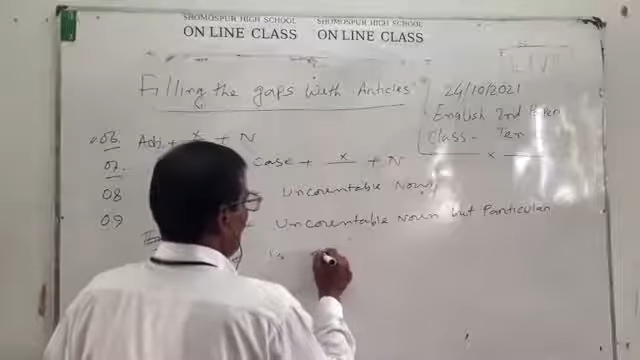 SHOMOSPUR HIGH SCHOOL SHOMOSPUR HIGH SCHOOL
ON LINE CLASS ON LINE CLASS
Filling the gaps with Articles
24/10/2021
English 2nd Paper
Class - Ten
x
06. Adj. + x + N
07. case + x + N
08 Uncountable Noun
09 Uncountable Noun but Particular